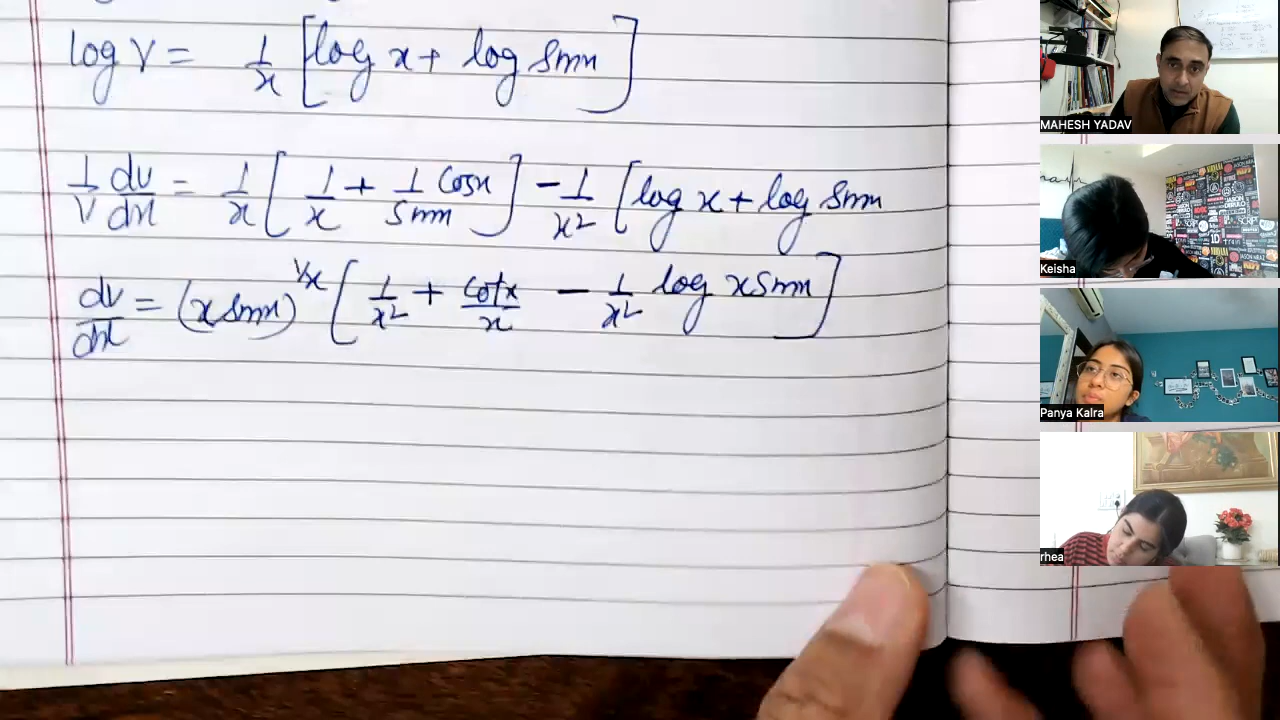 log V = 1/x [log x + log sinx]
1/V dv/dx = 1/x [1/x + 1/sinx cosx] - 1/x² [log x + log sinx
dv/dx = (x sinx)^1/x [1/x² + cotx/x - 1/x² log xsinx]
MAHESH YADAV
Keisha
Panya Kalra
rhea